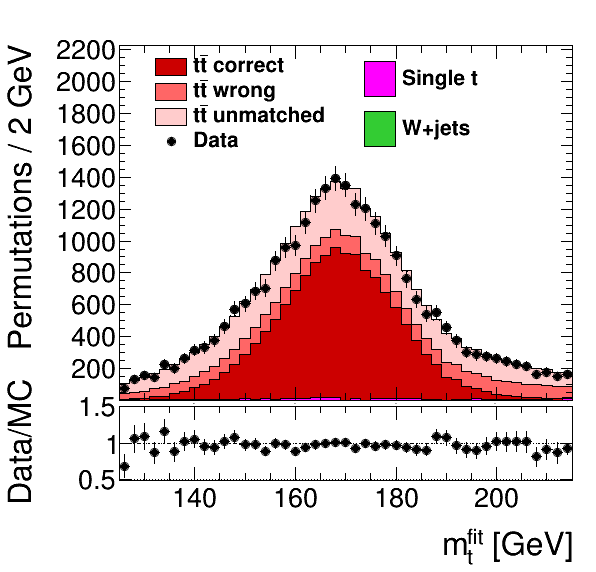 Permutations / 2 GeV
2200
2000
1800
1600
1400
1200
1000
800
600
400
200
tt̄ correct
tt̄ wrong
tt̄ unmatched
Data
Single t
W+jets
Data/MC
1.5
1
0.5
140 160 180 200
m_t^fit [GeV]